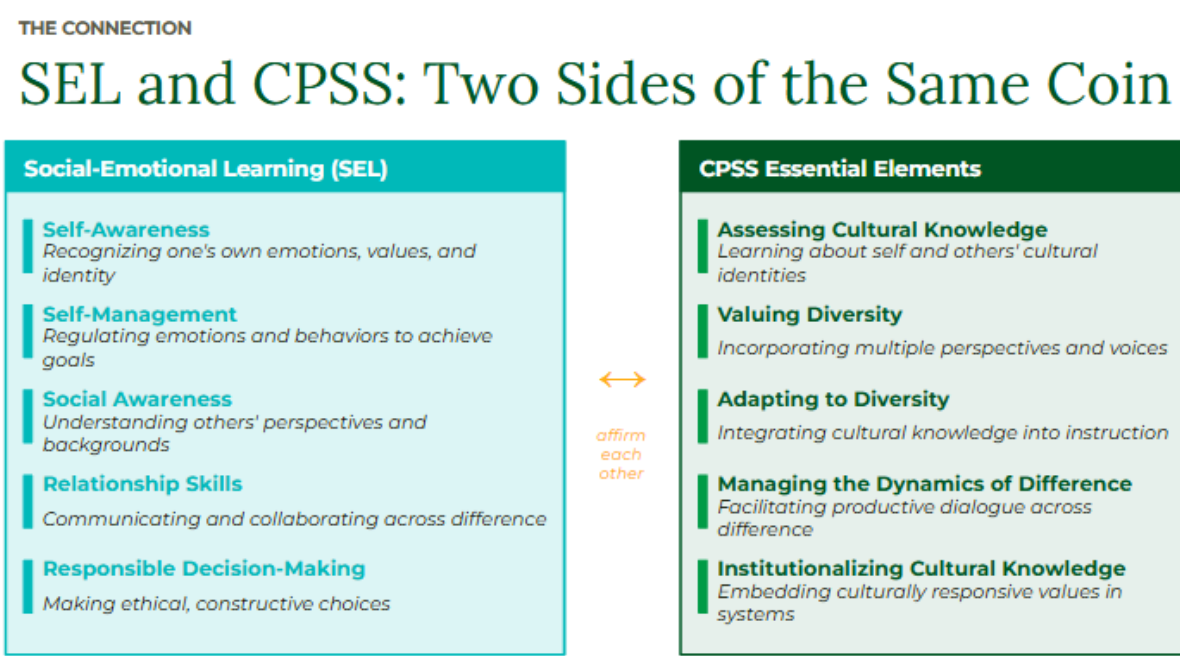 THE CONNECTION
SEL and CPSS: Two Sides of the Same Coin
Social-Emotional Learning (SEL)
Self-Awareness
Recognizing one's own emotions, values, and
identity
Self-Management
Regulating emotions and behaviors to achieve
goals
Social Awareness
Understanding others' perspectives and
backgrounds
Relationship Skills
Communicating and collaborating across difference
Responsible Decision-Making
Making ethical, constructive choices
affirm
each
other
CPSS Essential Elements
Assessing Cultural Knowledge
Learning about self and others' cultural
identities
Valuing Diversity
Incorporating multiple perspectives and voices
Adapting to Diversity
Integrating cultural knowledge into instruction
Managing the Dynamics of Difference
Facilitating productive dialogue across
difference
Institutionalizing Cultural Knowledge
Embedding culturally responsive values in
systems